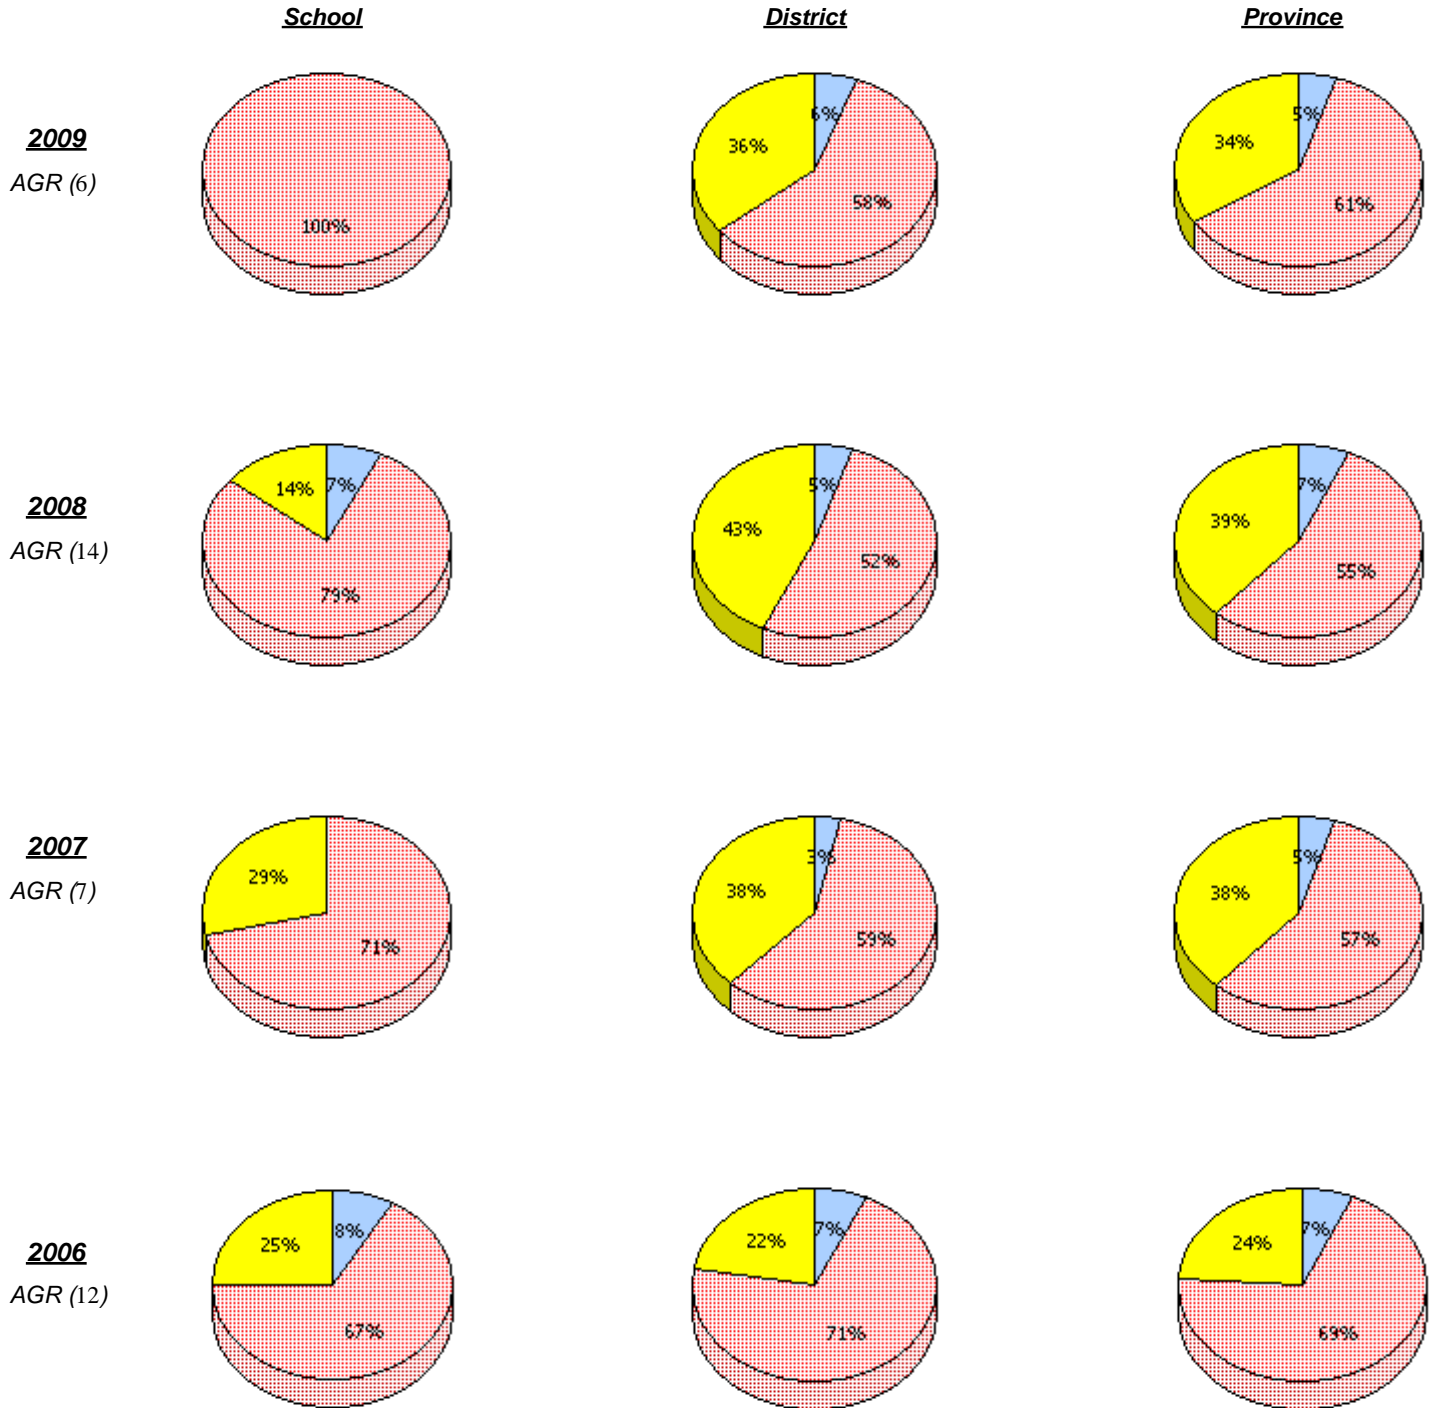 School District Province
2009
AGR (6)
100%
36% 6% 58%
34% 5% 61%
2008
AGR (14)
14% 7% 79%
43% 5% 52%
39% 7% 55%
2007
AGR (7)
29% 71%
38% 3% 59%
38% 5% 57%
2006
AGR (12)
25% 8% 67%
22% 7% 71%
24% 7% 69%